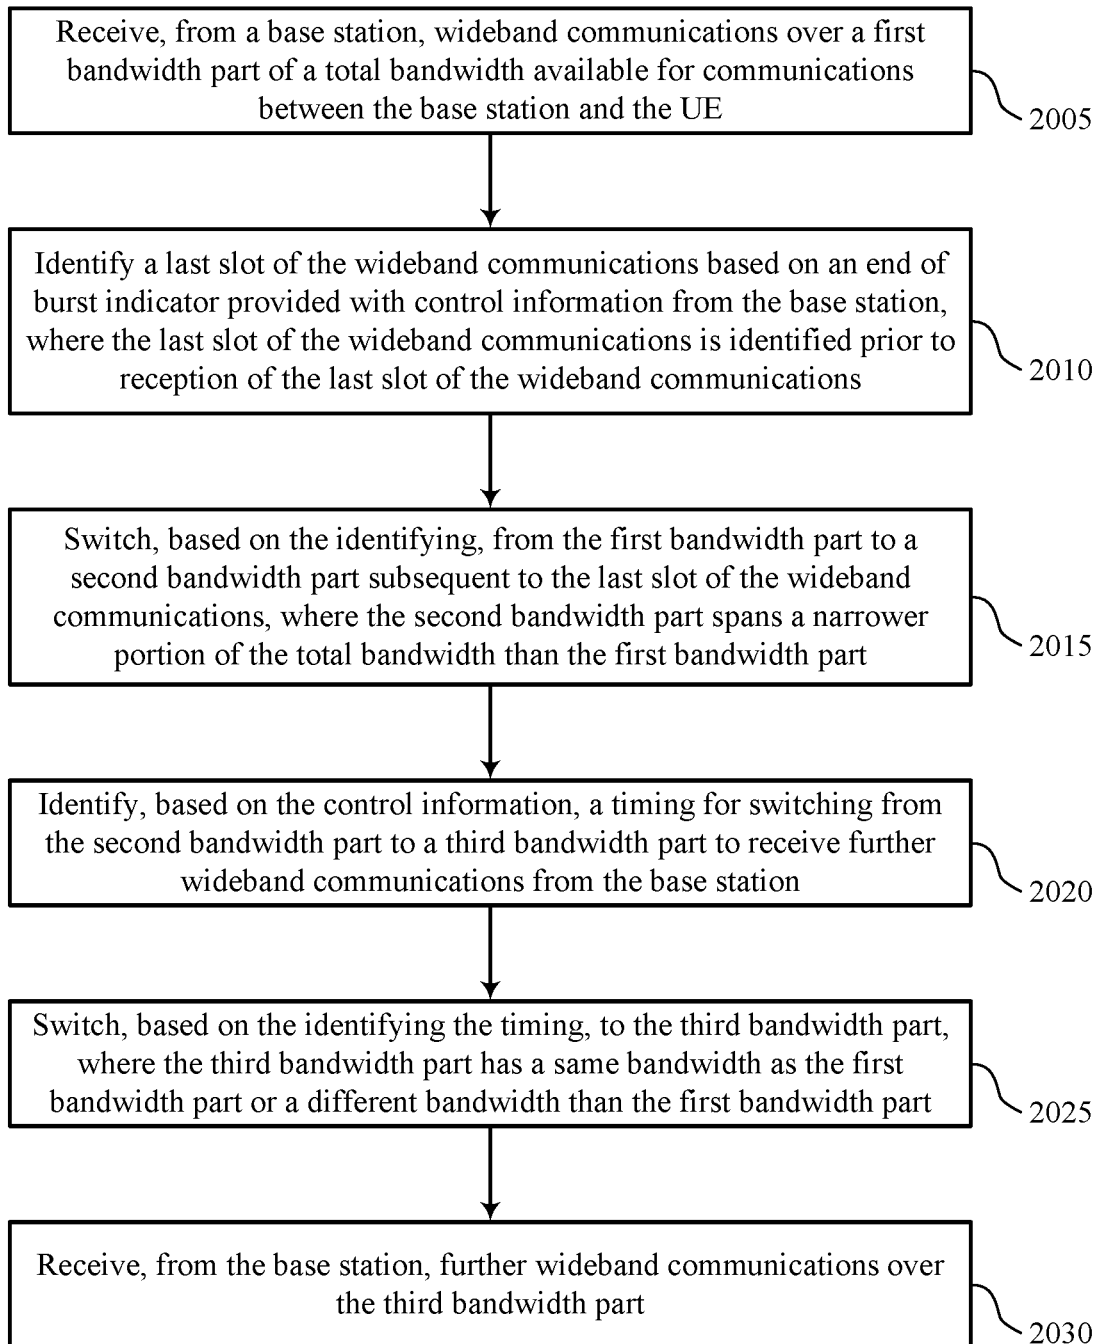 Receive, from a base station, wideband communications over a first
bandwidth part of a total bandwidth available for communications
between the base station and the UE
2005
Identify a last slot of the wideband communications based on an end of
burst indicator provided with control information from the base station,
where the last slot of the wideband communications is identified prior to
reception of the last slot of the wideband communications
2010
Switch, based on the identifying, from the first bandwidth part to a
second bandwidth part subsequent to the last slot of the wideband
communications, where the second bandwidth part spans a narrower
portion of the total bandwidth than the first bandwidth part
2015
Identify, based on the control information, a timing for switching from
the second bandwidth part to a third bandwidth part to receive further
wideband communications from the base station
2020
Switch, based on the identifying the timing, to the third bandwidth part,
where the third bandwidth part has a same bandwidth as the first
bandwidth part or a different bandwidth than the first bandwidth part
2025
Receive, from the base station, further wideband communications over
the third bandwidth part
2030